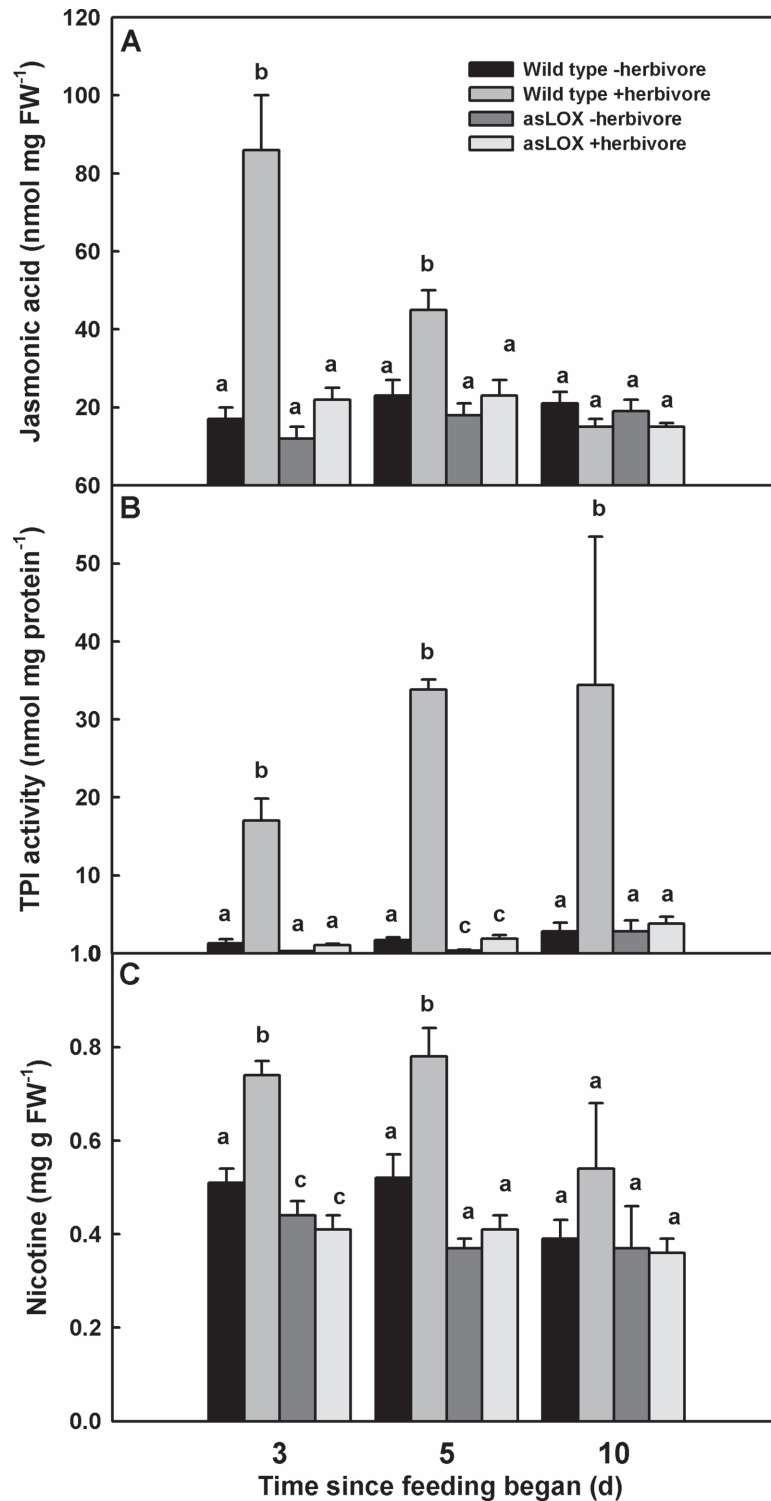 A
120
100
80
60
40
20
Jasmonic acid (nmol mg FW⁻¹)
Wild type -herbivore
Wild type +herbivore
asLOX -herbivore
asLOX +herbivore
a b a a
a b a a
a a a a
B
60
50
40
30
20
10
TPI activity (nmol mg protein⁻¹)
a b a a
a b c c
a b a a
C
1.0
0.8
0.6
0.4
0.2
0.0
Nicotine (mg g FW⁻¹)
a b c c
a b a a
a a a a
3 5 10
Time since feeding began (d)